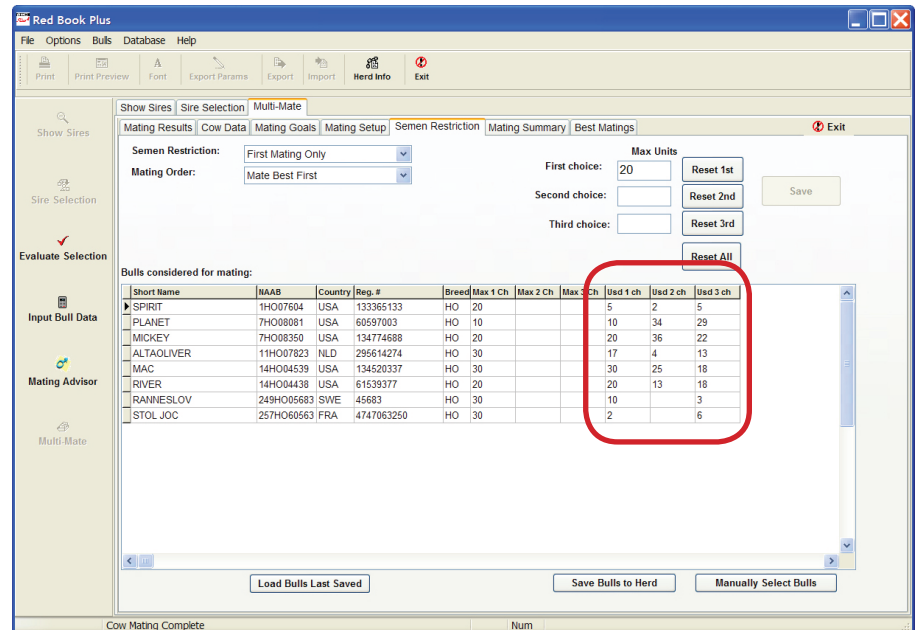 Red Book Plus
File Options Bulls Database Help
Print Print Preview Font Export Params Export Import Herd Info Exit
Show Sires Sire Selection Multi-Mate
Mating Results Cow Data Mating Goals Mating Setup Semen Restriction Mating Summary Best Matings Exit
Show Sires
Sire Selection
Evaluate Selection
Input Bull Data
Mating Advisor
Multi-Mate
Semen Restriction: First Mating Only
Mating Order: Mate Best First
Max Units
First choice: 20 Reset 1st
Second choice: Reset 2nd
Third choice: Reset 3rd
Reset All
Save
Bulls considered for mating:
Short Name NAAB Country Reg. # Breed Max 1 Ch Max 2 Ch Max 3 Ch Usd 1 ch Usd 2 ch Usd 3 ch
SPIRIT 1HO07604 USA 133365133 HO 20 5 2 5
PLANET 7HO08081 USA 60597003 HO 10 10 34 29
MICKEY 7HO08350 USA 134774688 HO 20 20 36 22
ALTAOLIVER 11HO07823 NLD 295614274 HO 30 17 4 13
MAC 14HO04539 USA 134520337 HO 30 30 25 18
RIVER 14HO04438 USA 61539377 HO 20 20 13 18
RANNESLOV 249HO05683 SWE 45683 HO 30 10 3
STOL JOC 257HO60563 FRA 4747063250 HO 30 2 6
Load Bulls Last Saved Save Bulls to Herd Manually Select Bulls
Cow Mating Complete Num